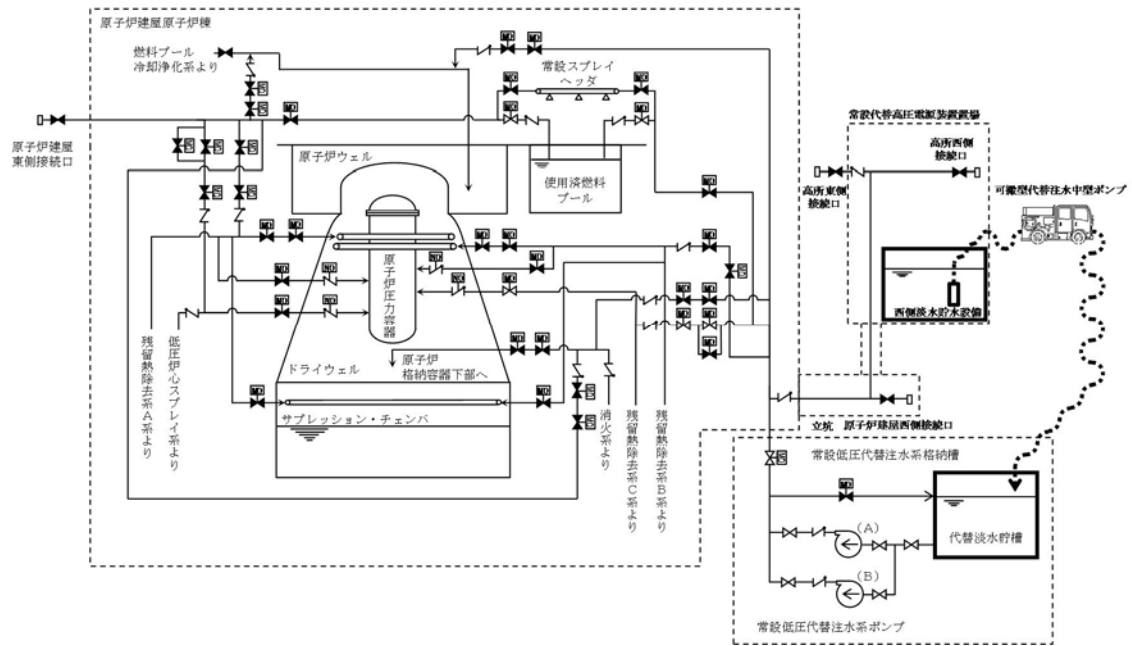 原子炉建屋原子炉棟
燃料プール
冷却浄化系より
常設スプレイ
ヘッダ
原子炉建屋
東側接続口
原子炉ウェル
使用済燃料
プール
常設代替高圧電源装置置場
高所西側
接続口
高所東側
接続口
可搬型代替注水中型ポンプ
西側淡水貯水設備
原子炉圧力容器
ドライウェル
原子炉
格納容器下部へ
サプレッション・チェンバ
残留熱除去系A系より
低圧炉心スプレイ系より
消火系より
残留熱除去系C系より
残留熱除去系B系より
立坑
原子炉建屋西側接続口
常設低圧代替注水系格納槽
代替淡水貯槽
(A)
(B)
常設低圧代替注水系ポンプ